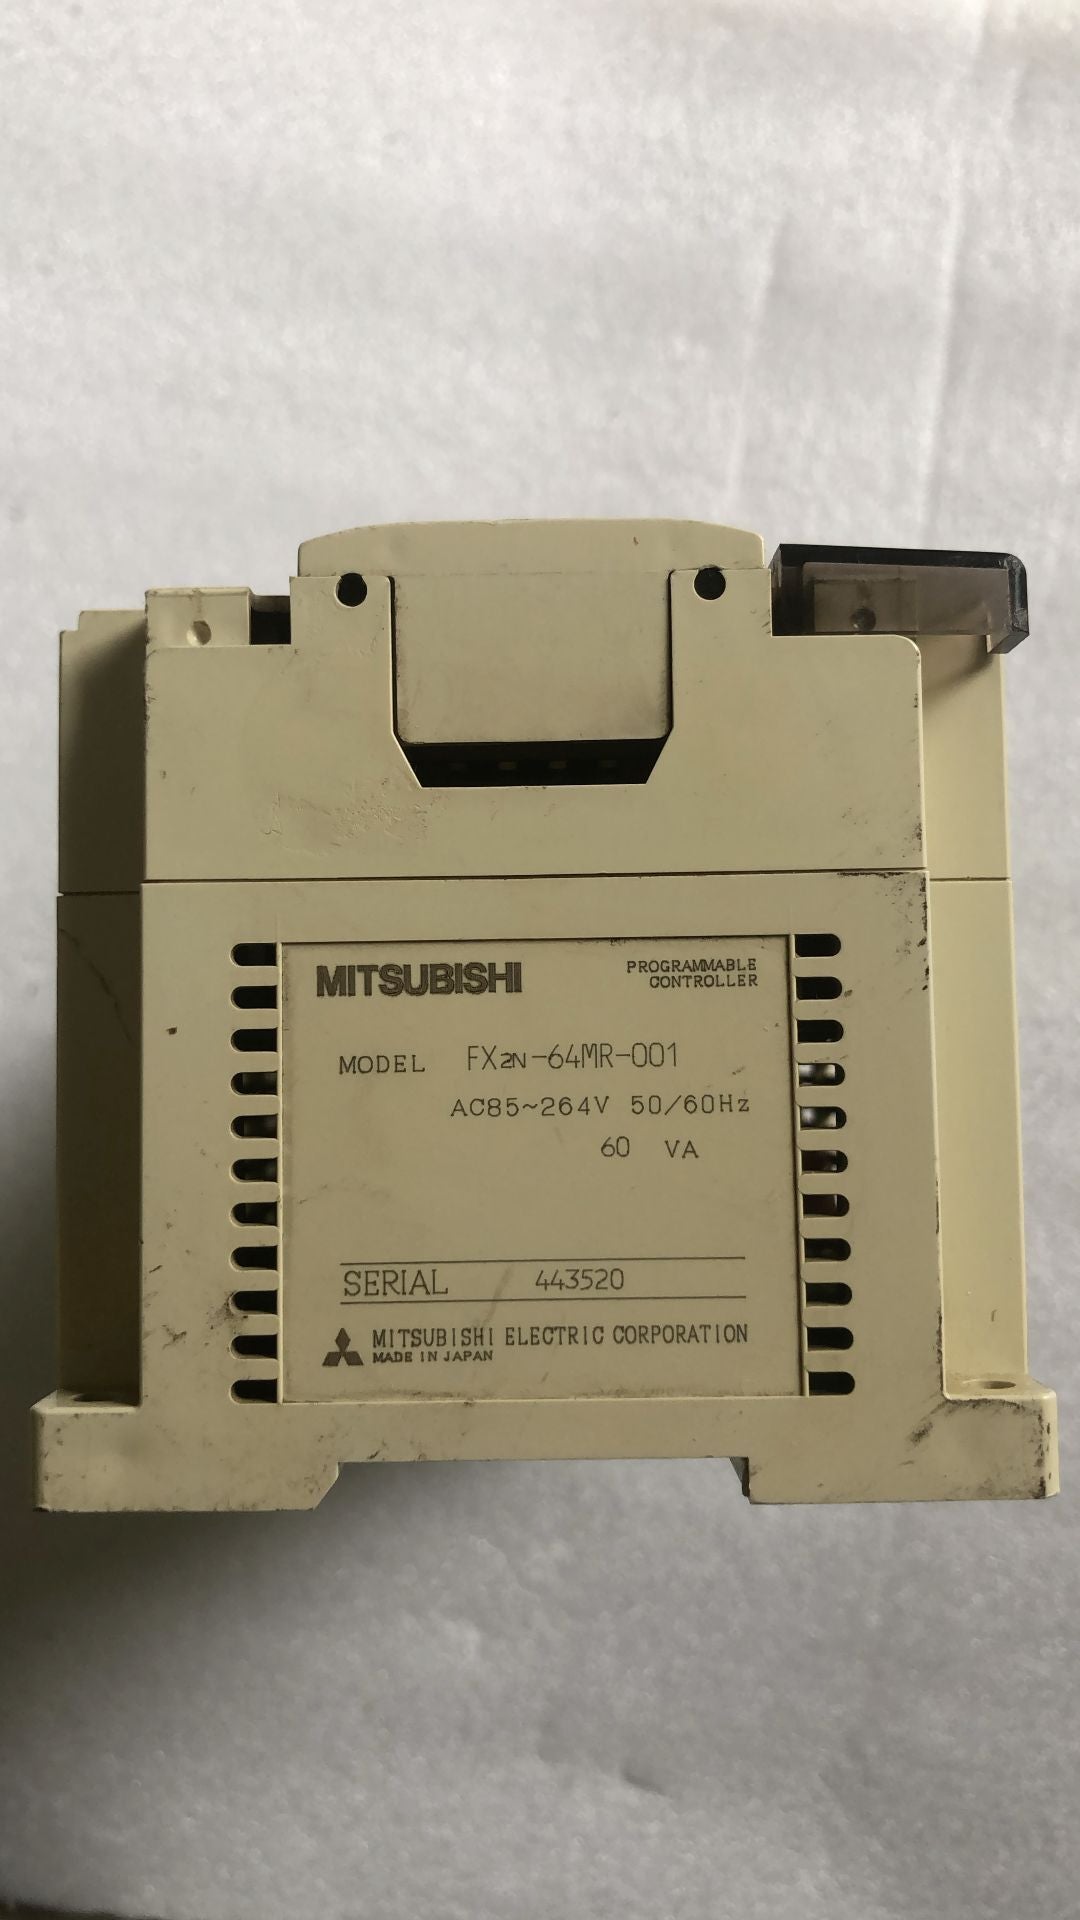 MITSUBISHI
PROGRAMMABLE
CONTROLLER
MODEL FX2N-64MR-001
AC85~264V 50/60Hz
60 VA
SERIAL 443520
MITSUBISHI ELECTRIC CORPORATION
MADE IN JAPAN